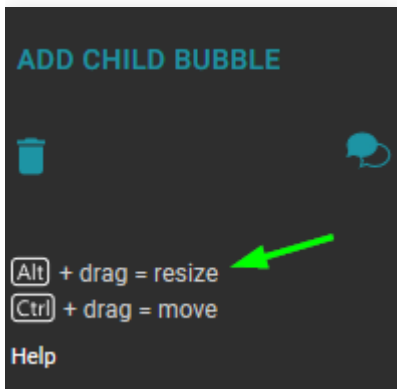 ADD CHILD BUBBLE
Alt + drag = resize
Ctrl + drag = move
Help